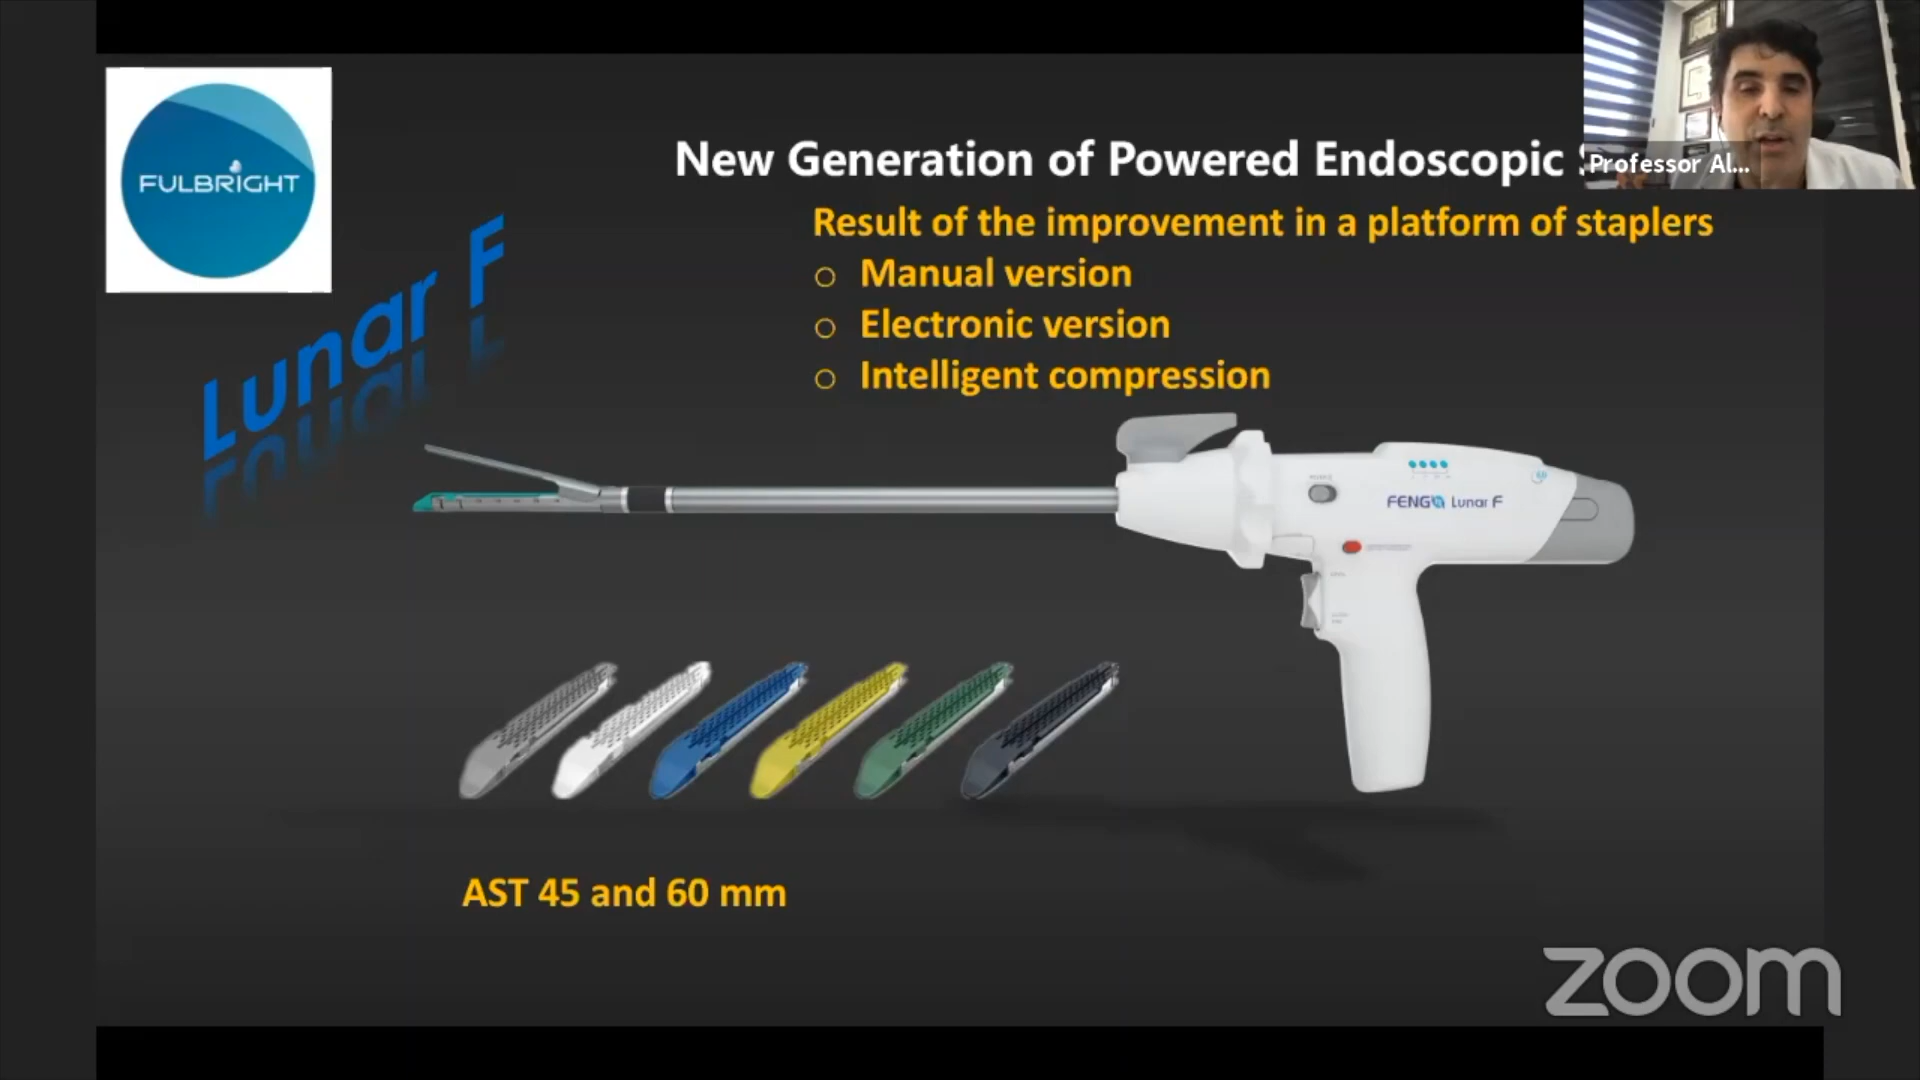 FULBRIGHT
New Generation of Powered Endoscopic
Professor Al...
Result of the improvement in a platform of staplers
Manual version
Electronic version
Intelligent compression
Lunar F
FENGH Lunar F
AST 45 and 60 mm
zoom